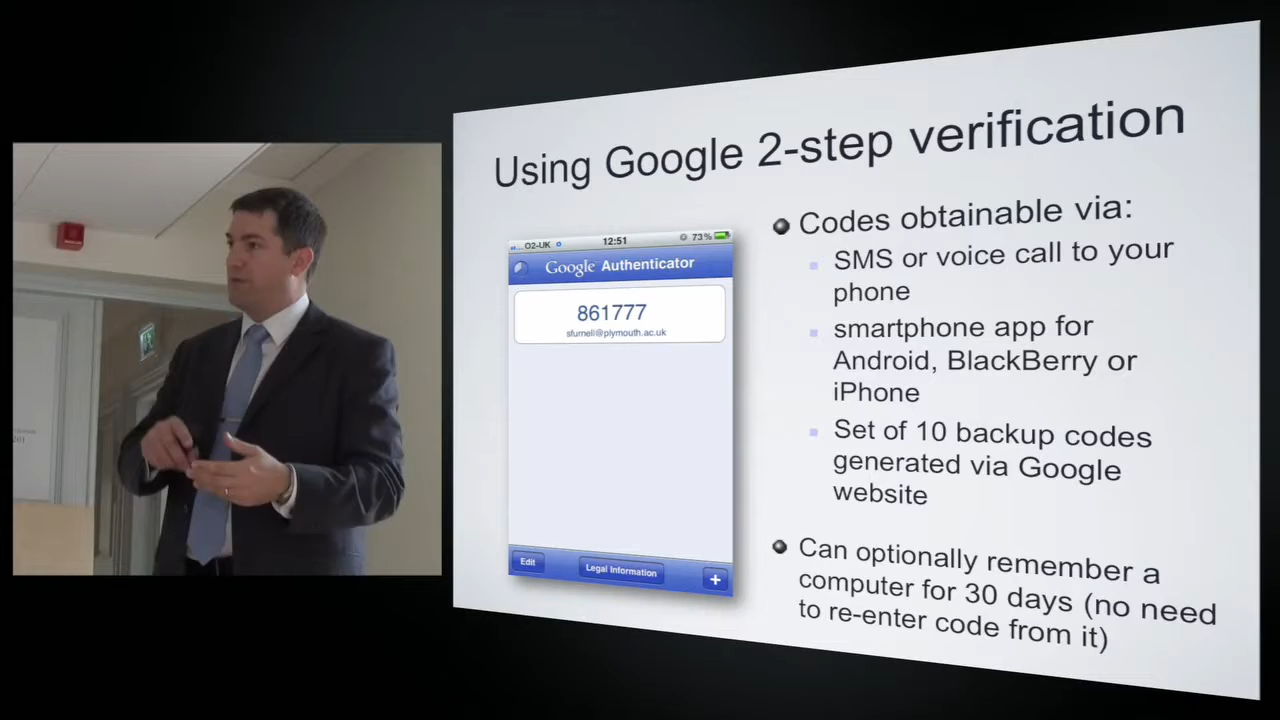 Using Google 2-step verification
O2-UK
12:51
73%
Google Authenticator
861777
sfurnell@plymouth.ac.uk
Edit
Legal Information
+
Codes obtainable via:
SMS or voice call to your
phone
smartphone app for
Android, BlackBerry or
iPhone
Set of 10 backup codes
generated via Google
website
Can optionally remember a
computer for 30 days (no need
to re-enter code from it)